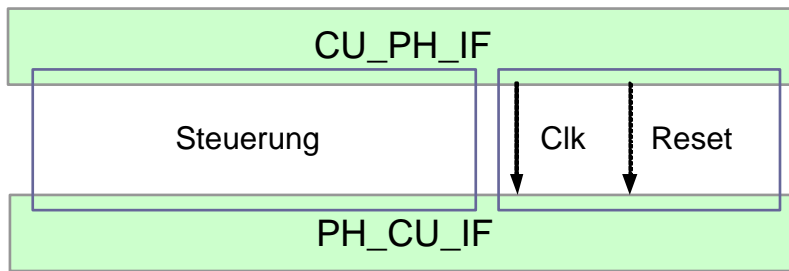 CU_PH_IF
Steuerung
Clk
Reset
PH_CU_IF